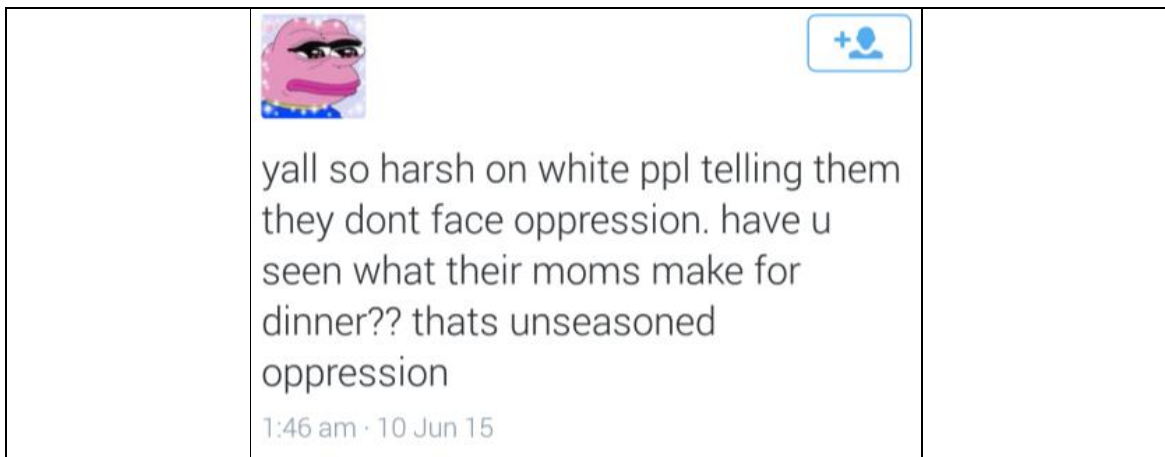 yall so harsh on white ppl telling them
they dont face oppression. have u
seen what their moms make for
dinner?? thats unseasoned
oppression
1:46 am · 10 Jun 15